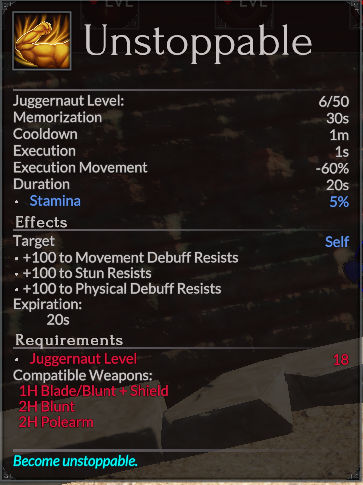 LVL
LVL
Unstoppable
Juggernaut Level: 6/50
Memorization 30s
Cooldown 1m
Execution 1s
Execution Movement -60%
Duration 20s
• Stamina 5%
Effects
Target Self
• +100 to Movement Debuff Resists
• +100 to Stun Resists
• +100 to Physical Debuff Resists
Expiration:
20s
Requirements
• Juggernaut Level 18
Compatible Weapons:
1H Blade/Blunt + Shield
2H Blunt
2H Polearm
Become unstoppable.